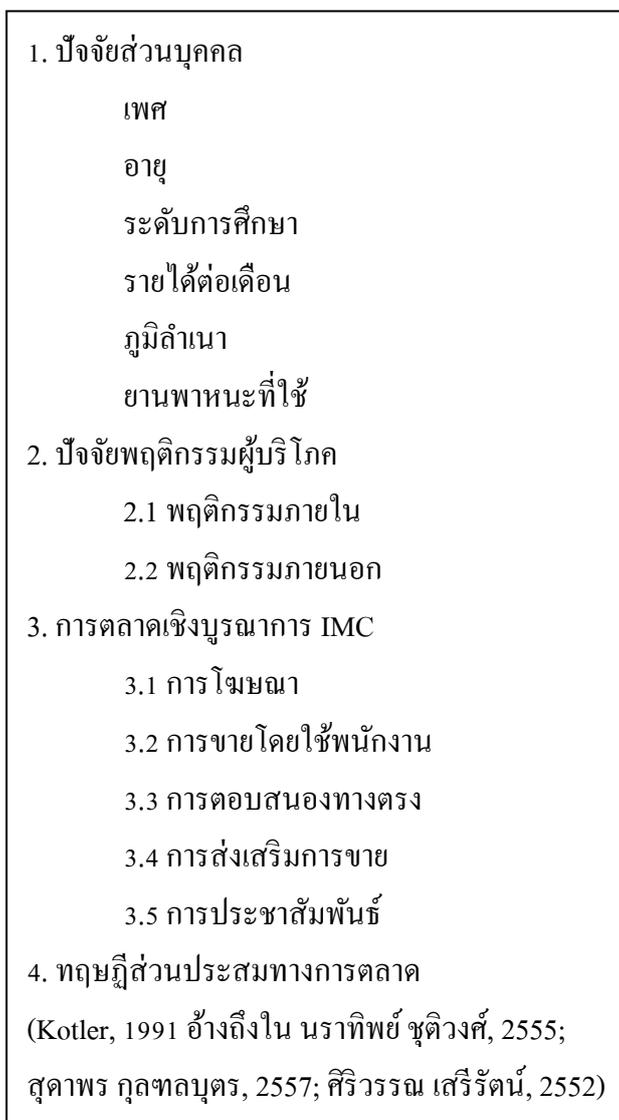 1. ปัจจัยส่วนบุคคล
เพศ
อายุ
ระดับการศึกษา
รายได้ต่อเดือน
ภูมิลำเนา
ยานพาหนะที่ใช้
2. ปัจจัยพฤติกรรมผู้บริโภค
2.1 พฤติกรรมภายใน
2.2 พฤติกรรมภายนอก
3. การตลาดเชิงบูรณาการ IMC
3.1 การโฆษณา
3.2 การขายโดยใช้พนักงาน
3.3 การตอบสนองทางตรง
3.4 การส่งเสริมการขาย
3.5 การประชาสัมพันธ์
4. ทฤษฎีส่วนประสมทางการตลาด
(Kotler, 1991 อ้างถึงใน นราทิพย์ ชุติวงศ์, 2555;
สุดาพร กุลฑลบุตร, 2557; ศิริวรรณ เสรีรัตน์, 2552)